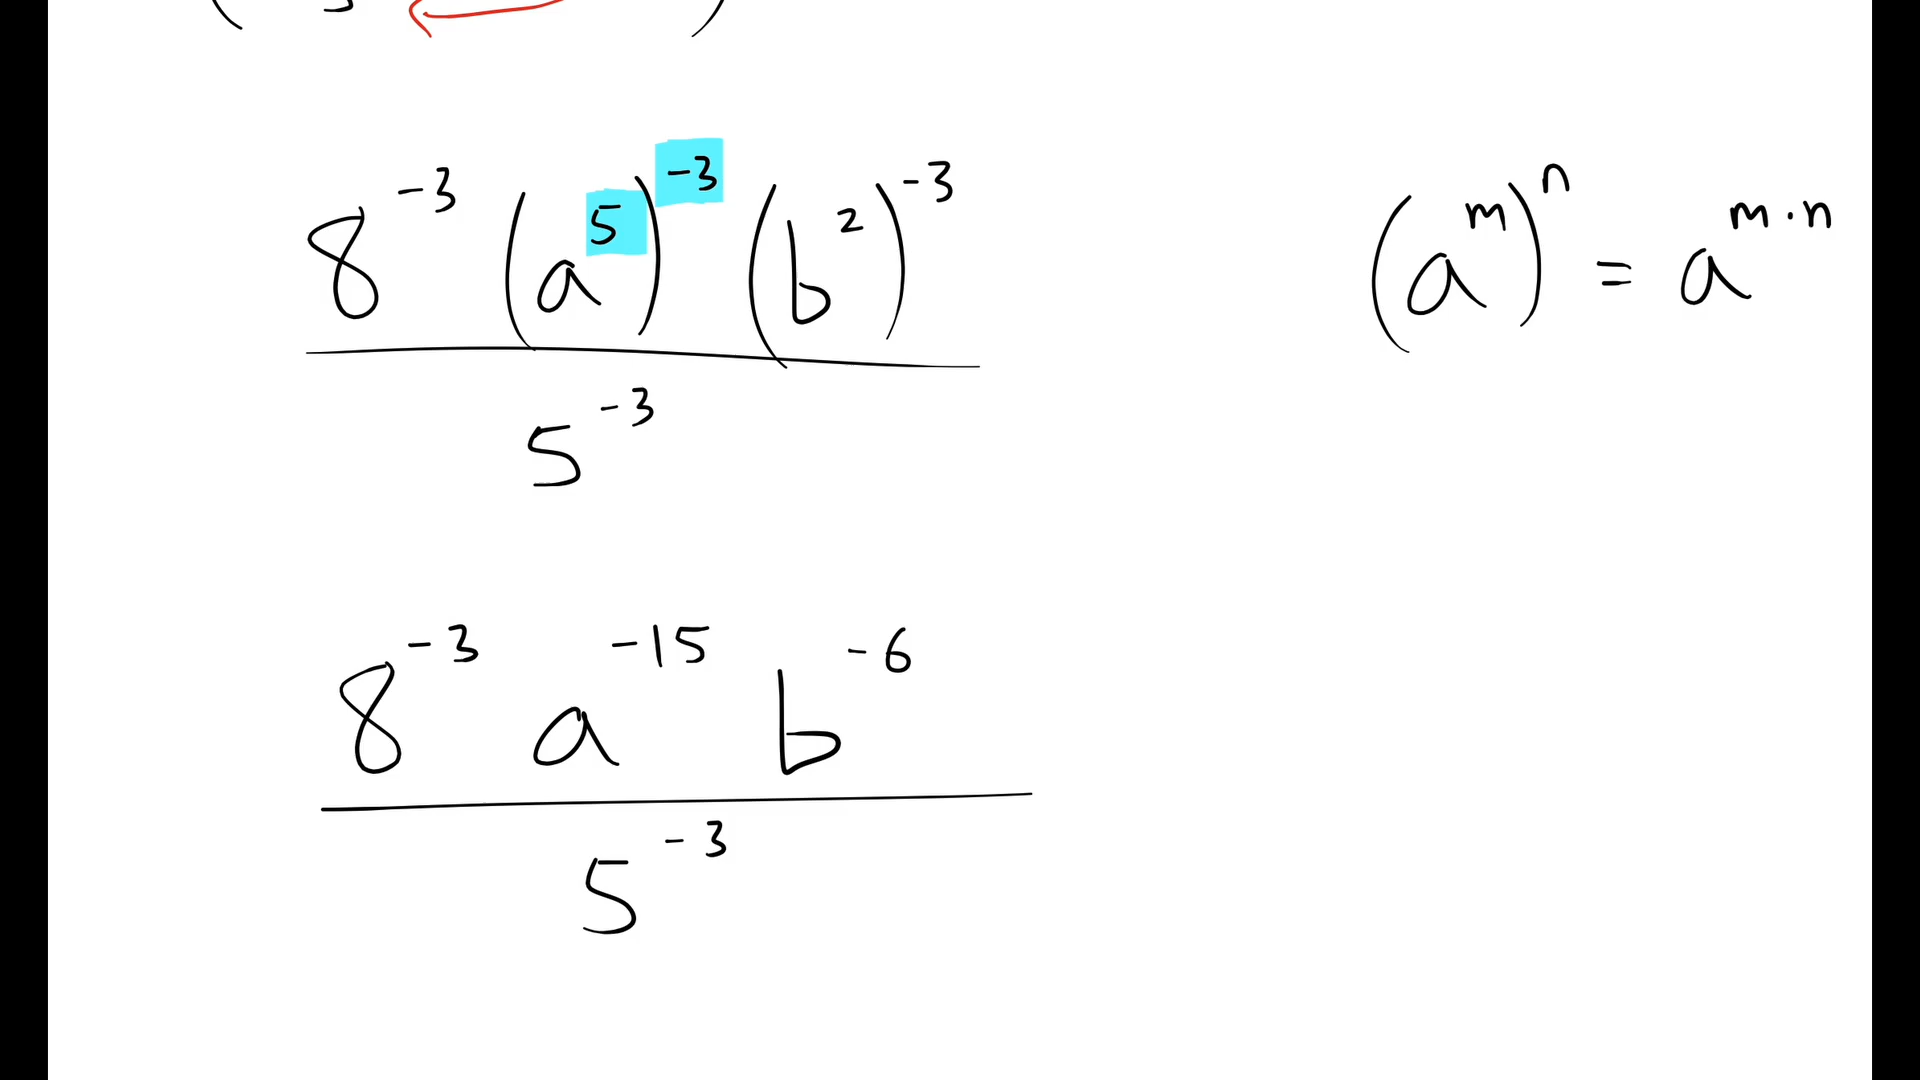 8^{-3} (a^5)^{-3} (b^2)^{-3}
5^{-3}
(a^m)^n = a^{m·n}
8^{-3} a^{-15} b^{-6}
5^{-3}